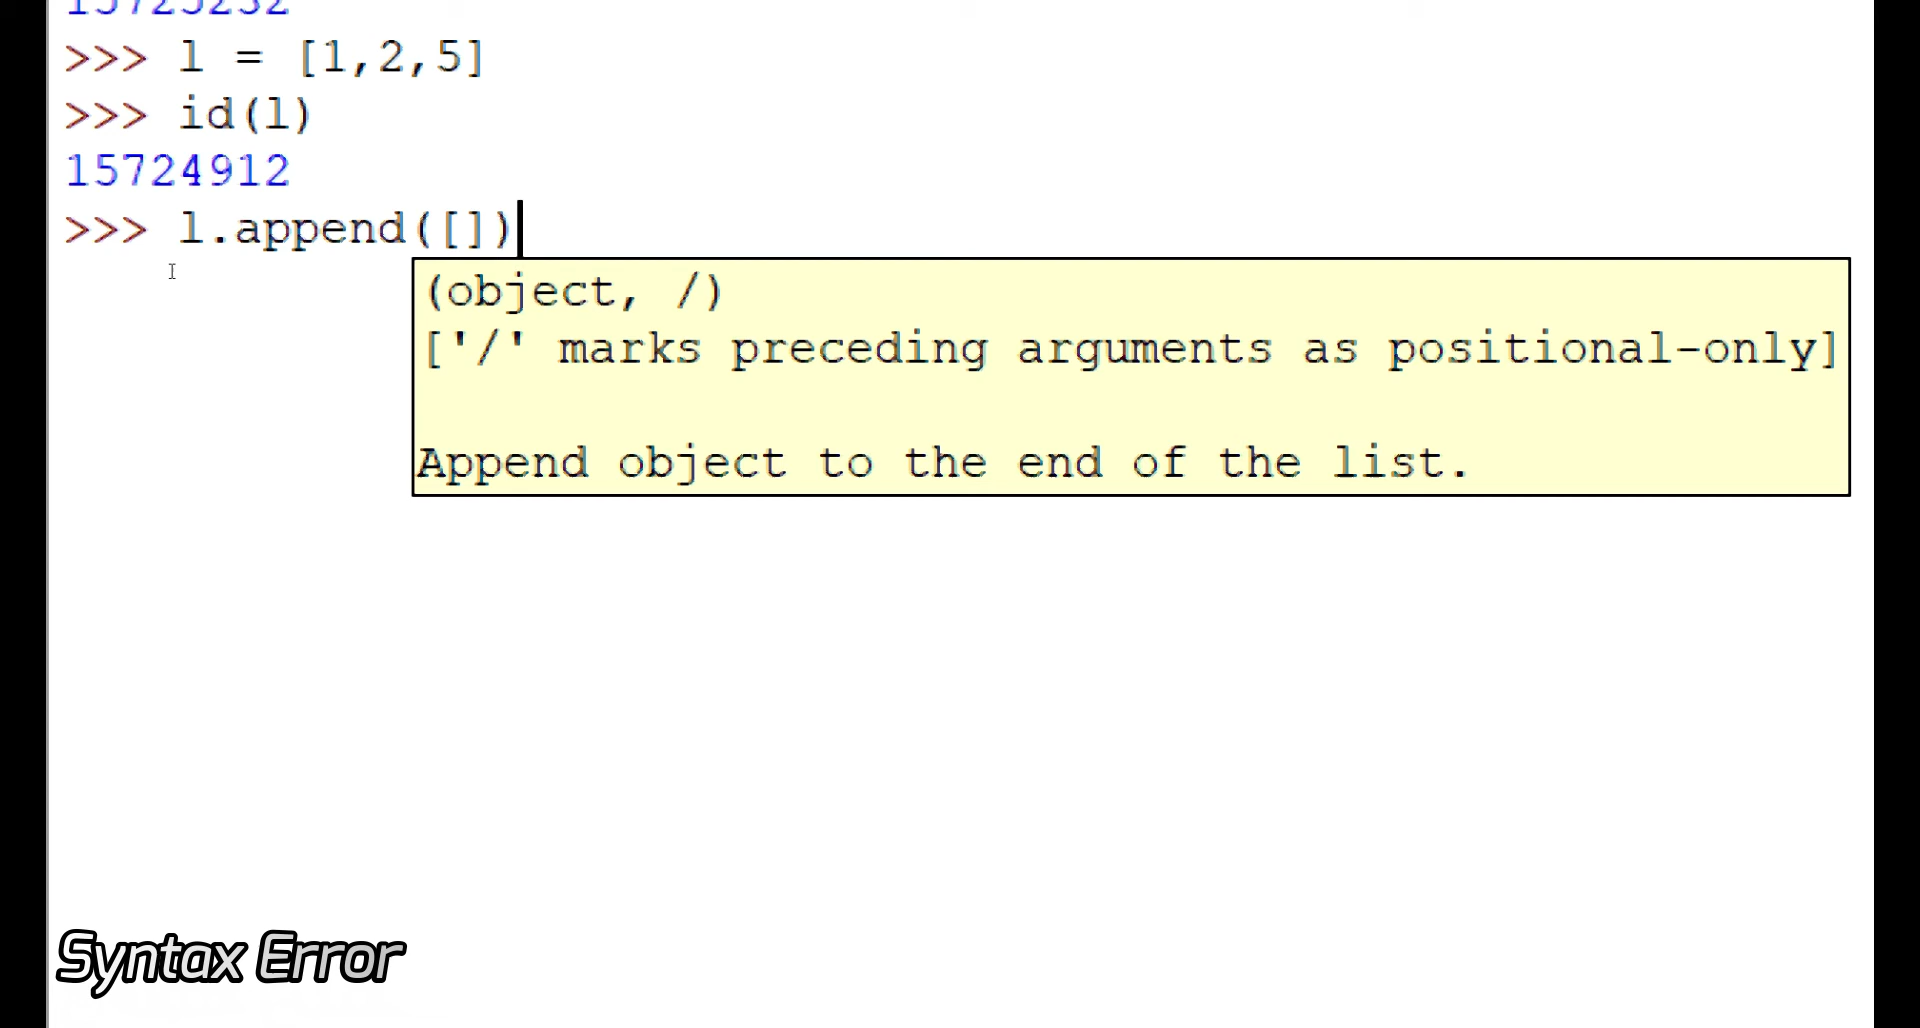 15725232
>>> l = [1,2,5]
>>> id(l)
15724912
>>> l.append([])
(object, /)
['/' marks preceding arguments as positional-only]
Append object to the end of the list.
Syntax Error